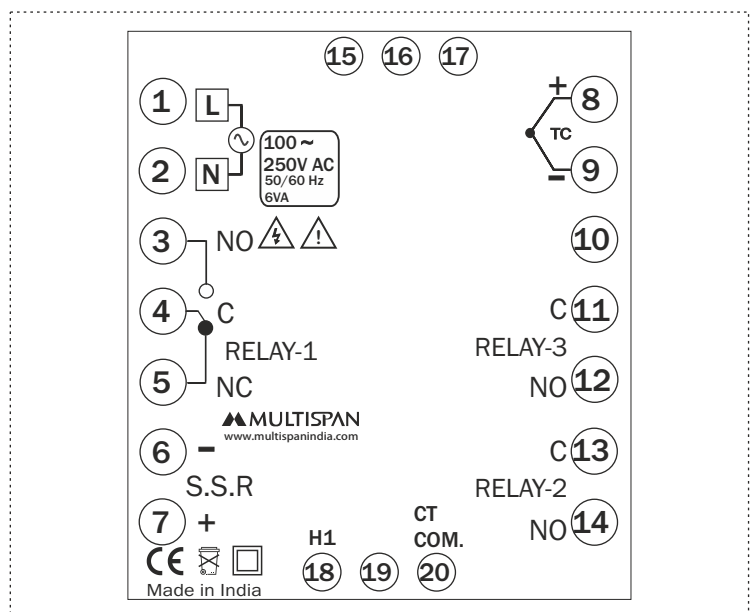 15 16 17
1 L
100 ~
250V AC
50/60 Hz
6VA
2 N
+ 8
TC
- 9
3 NO
10
4 C
RELAY-1
5 NC
C 11
RELAY-3
NO 12
MULTISPAN
www.multispanindia.com
6 -
S.S.R
7 +
C 13
RELAY-2
NO 14
CE
Made in India
H1
18 19
CT
COM.
20